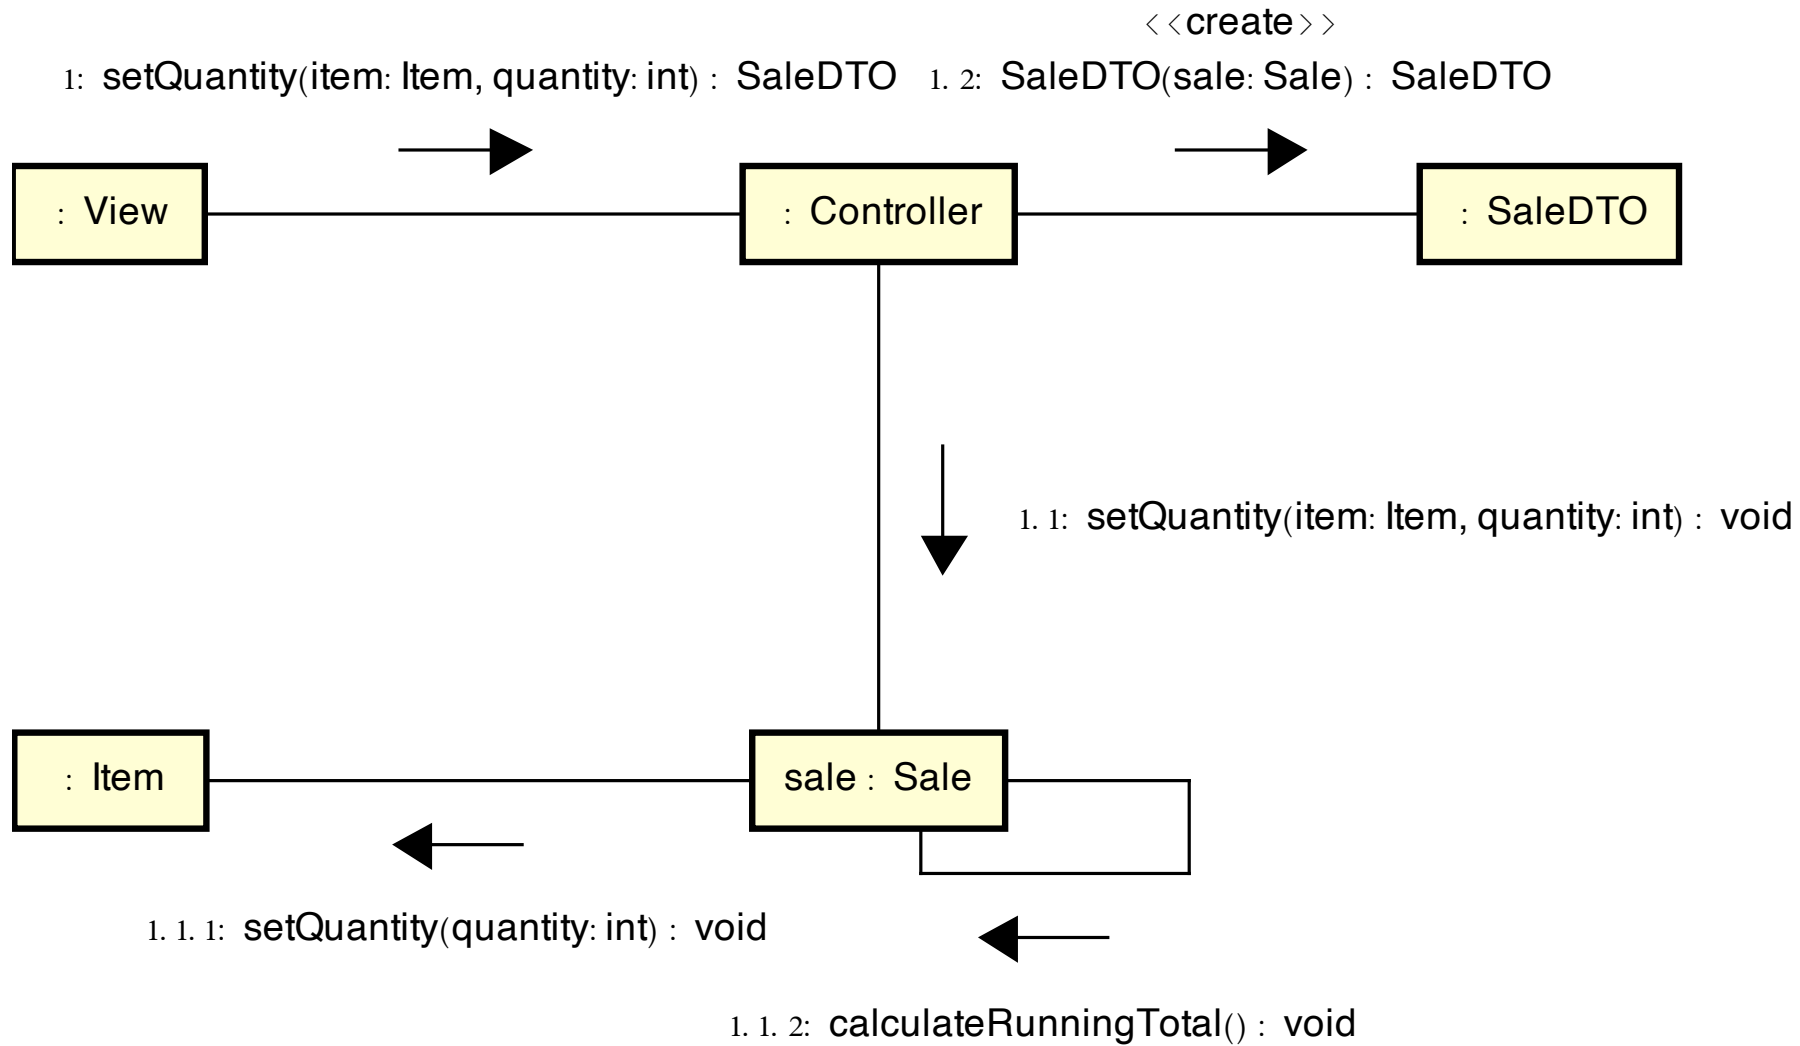 <<create>>
1: setQuantity(item: Item, quantity: int) : SaleDTO
1. 2: SaleDTO(sale: Sale) : SaleDTO
: View
: Controller
: SaleDTO
1. 1: setQuantity(item: Item, quantity: int) : void
: Item
sale : Sale
1. 1. 1: setQuantity(quantity: int) : void
1. 1. 2: calculateRunningTotal() : void